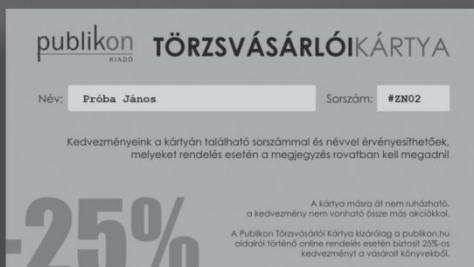 publikon
KIADÓ
TÖRZSVÁSÁRLÓIKÁRTYA
Név: Próba János Sorszám: #ZN02
Kedvezményeink a kártyán található sorszámmal és névvel érvényesíthetőek,
melyeket rendelés esetén a megjegyzés rovatban kell megadni!
-25%
A kártya másra át nem ruházható,
a kedvezmény nem vonható össze más akciókkal.
A Publikon Törzsvásárlói Kártya kizárólag a publikon.hu
oldalról történő online rendelés esetén biztosít 25%-os
kedvezményt a vásárolt könyvekből.